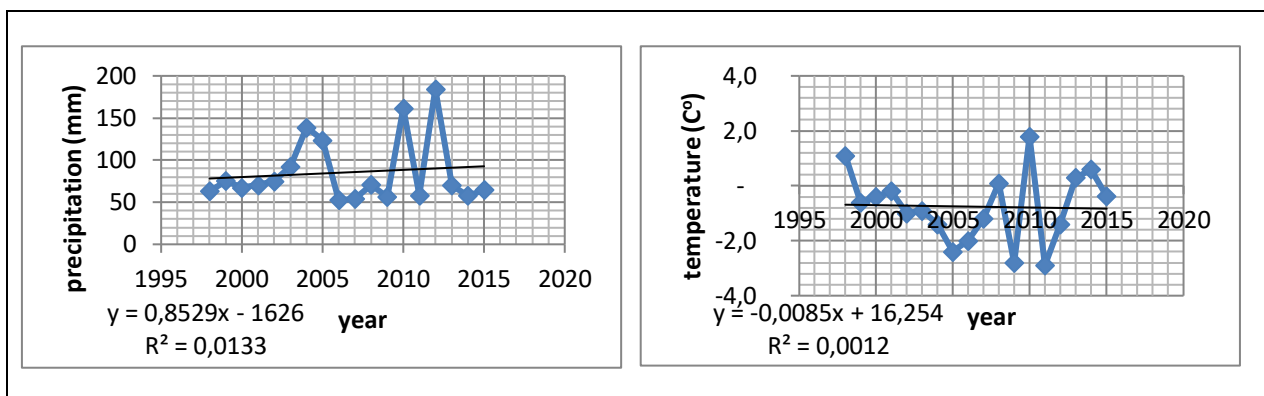 200
150
100
50
0
precipitation (mm)
1995 2000 2005 2010 2015 2020
year
y = 0,8529x - 1626
R² = 0,0133
4,0
2,0
-
-2,0
-4,0
temperature (Cº)
1995 2000 2005 2010 2015 2020
year
y = -0,0085x + 16,254
R² = 0,0012